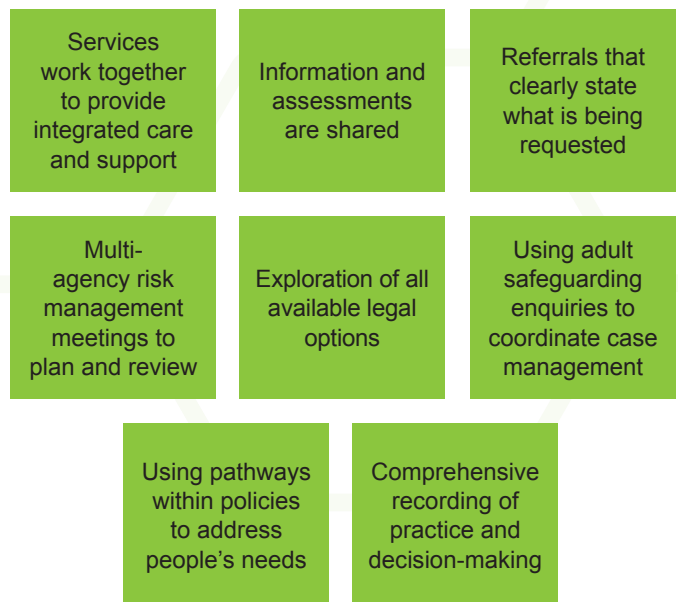 Services
work together
to provide
integrated care
and support
Information and
assessments
are shared
Referrals that
clearly state
what is being
requested
Multi-
agency risk
management
meetings to
plan and review
Exploration of all
available legal
options
Using adult
safeguarding
enquiries to
coordinate case
management
Using pathways
within policies
to address
people’s needs
Comprehensive
recording of
practice and
decision-making